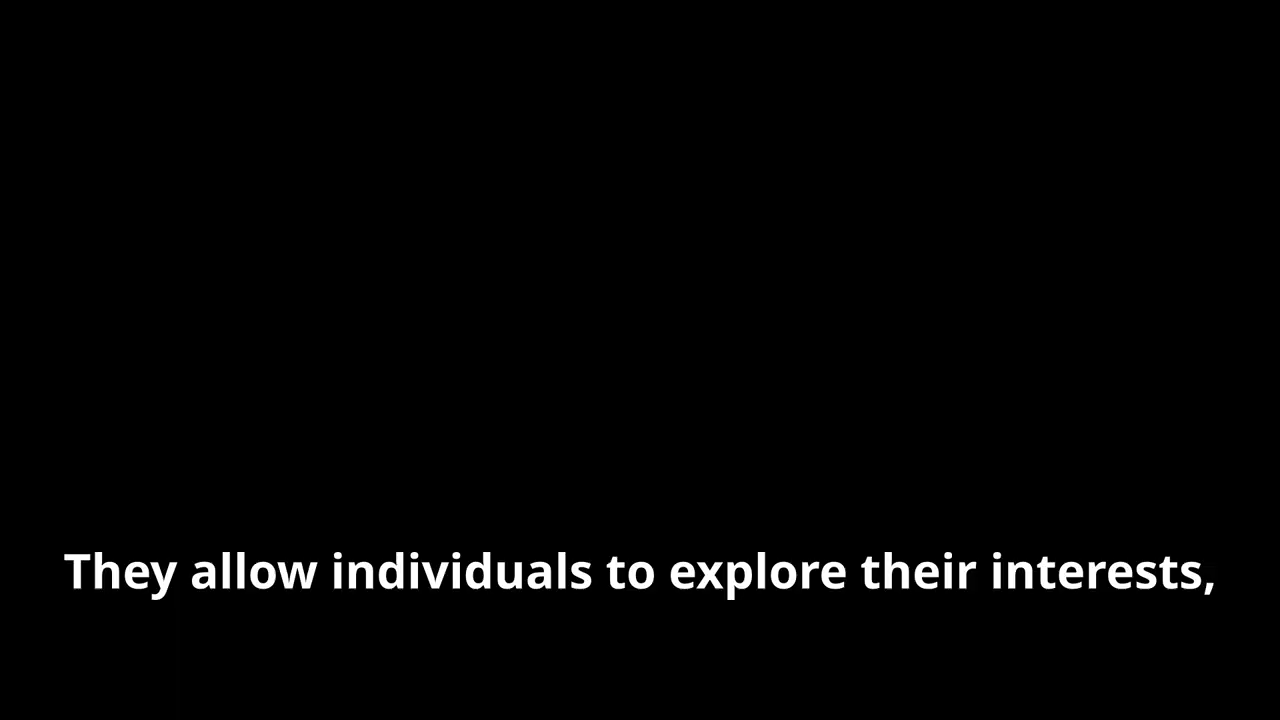 They allow individuals to explore their interests,